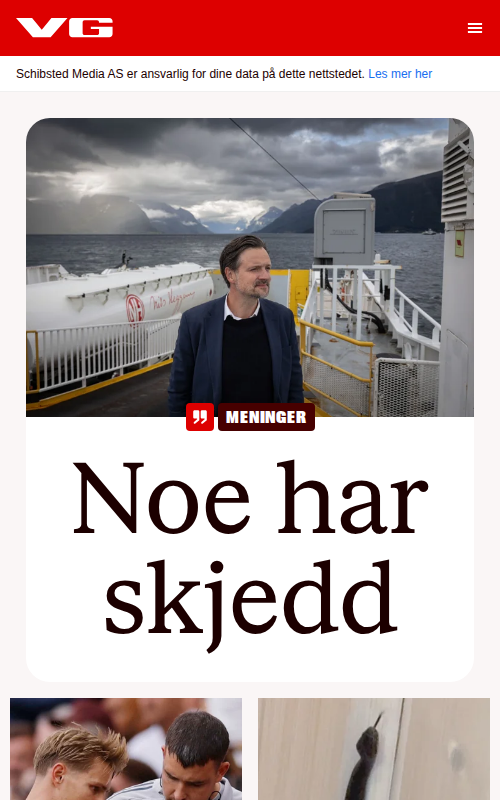 VG
Schibsted Media AS er ansvarlig for dine data på dette nettstedet. Les mer her
MENINGER
Noe har
skjedd